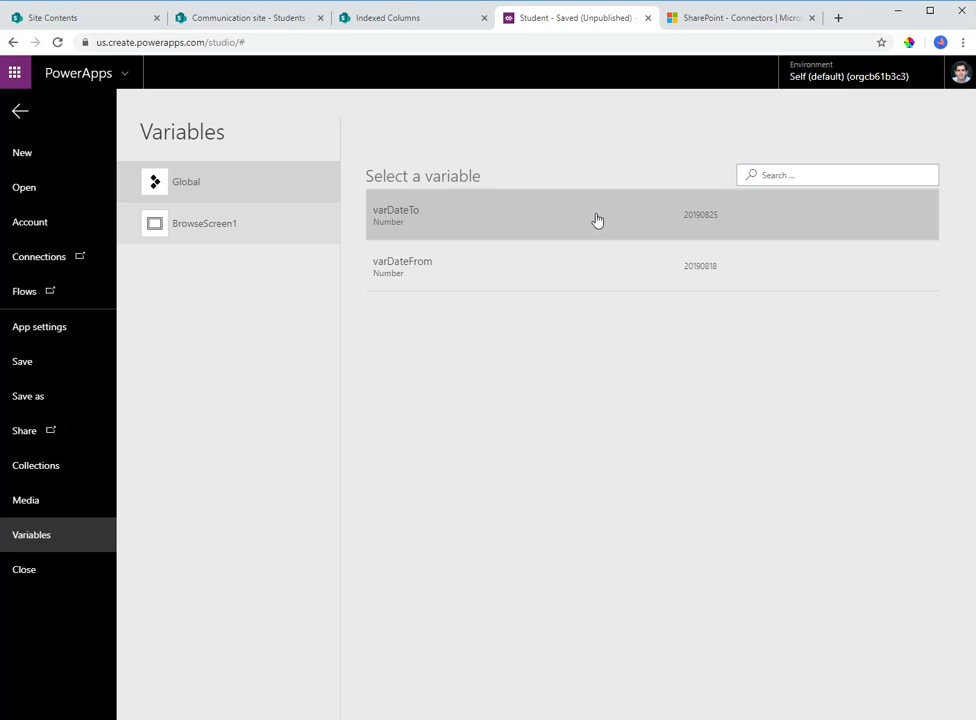 Site Contents
Communication site - Students -
Indexed Columns
Student - Saved (Unpublished) -
SharePoint - Connectors | Micro
us.create.powerapps.com/studio/#
PowerApps
Environment
Self (default) (orgcb61b3c3)
New
Open
Account
Connections
Flows
App settings
Save
Save as
Share
Collections
Media
Variables
Close
Variables
Global
BrowseScreen1
Select a variable
Search ...
varDateTo
Number
20190825
varDateFrom
Number
20190818